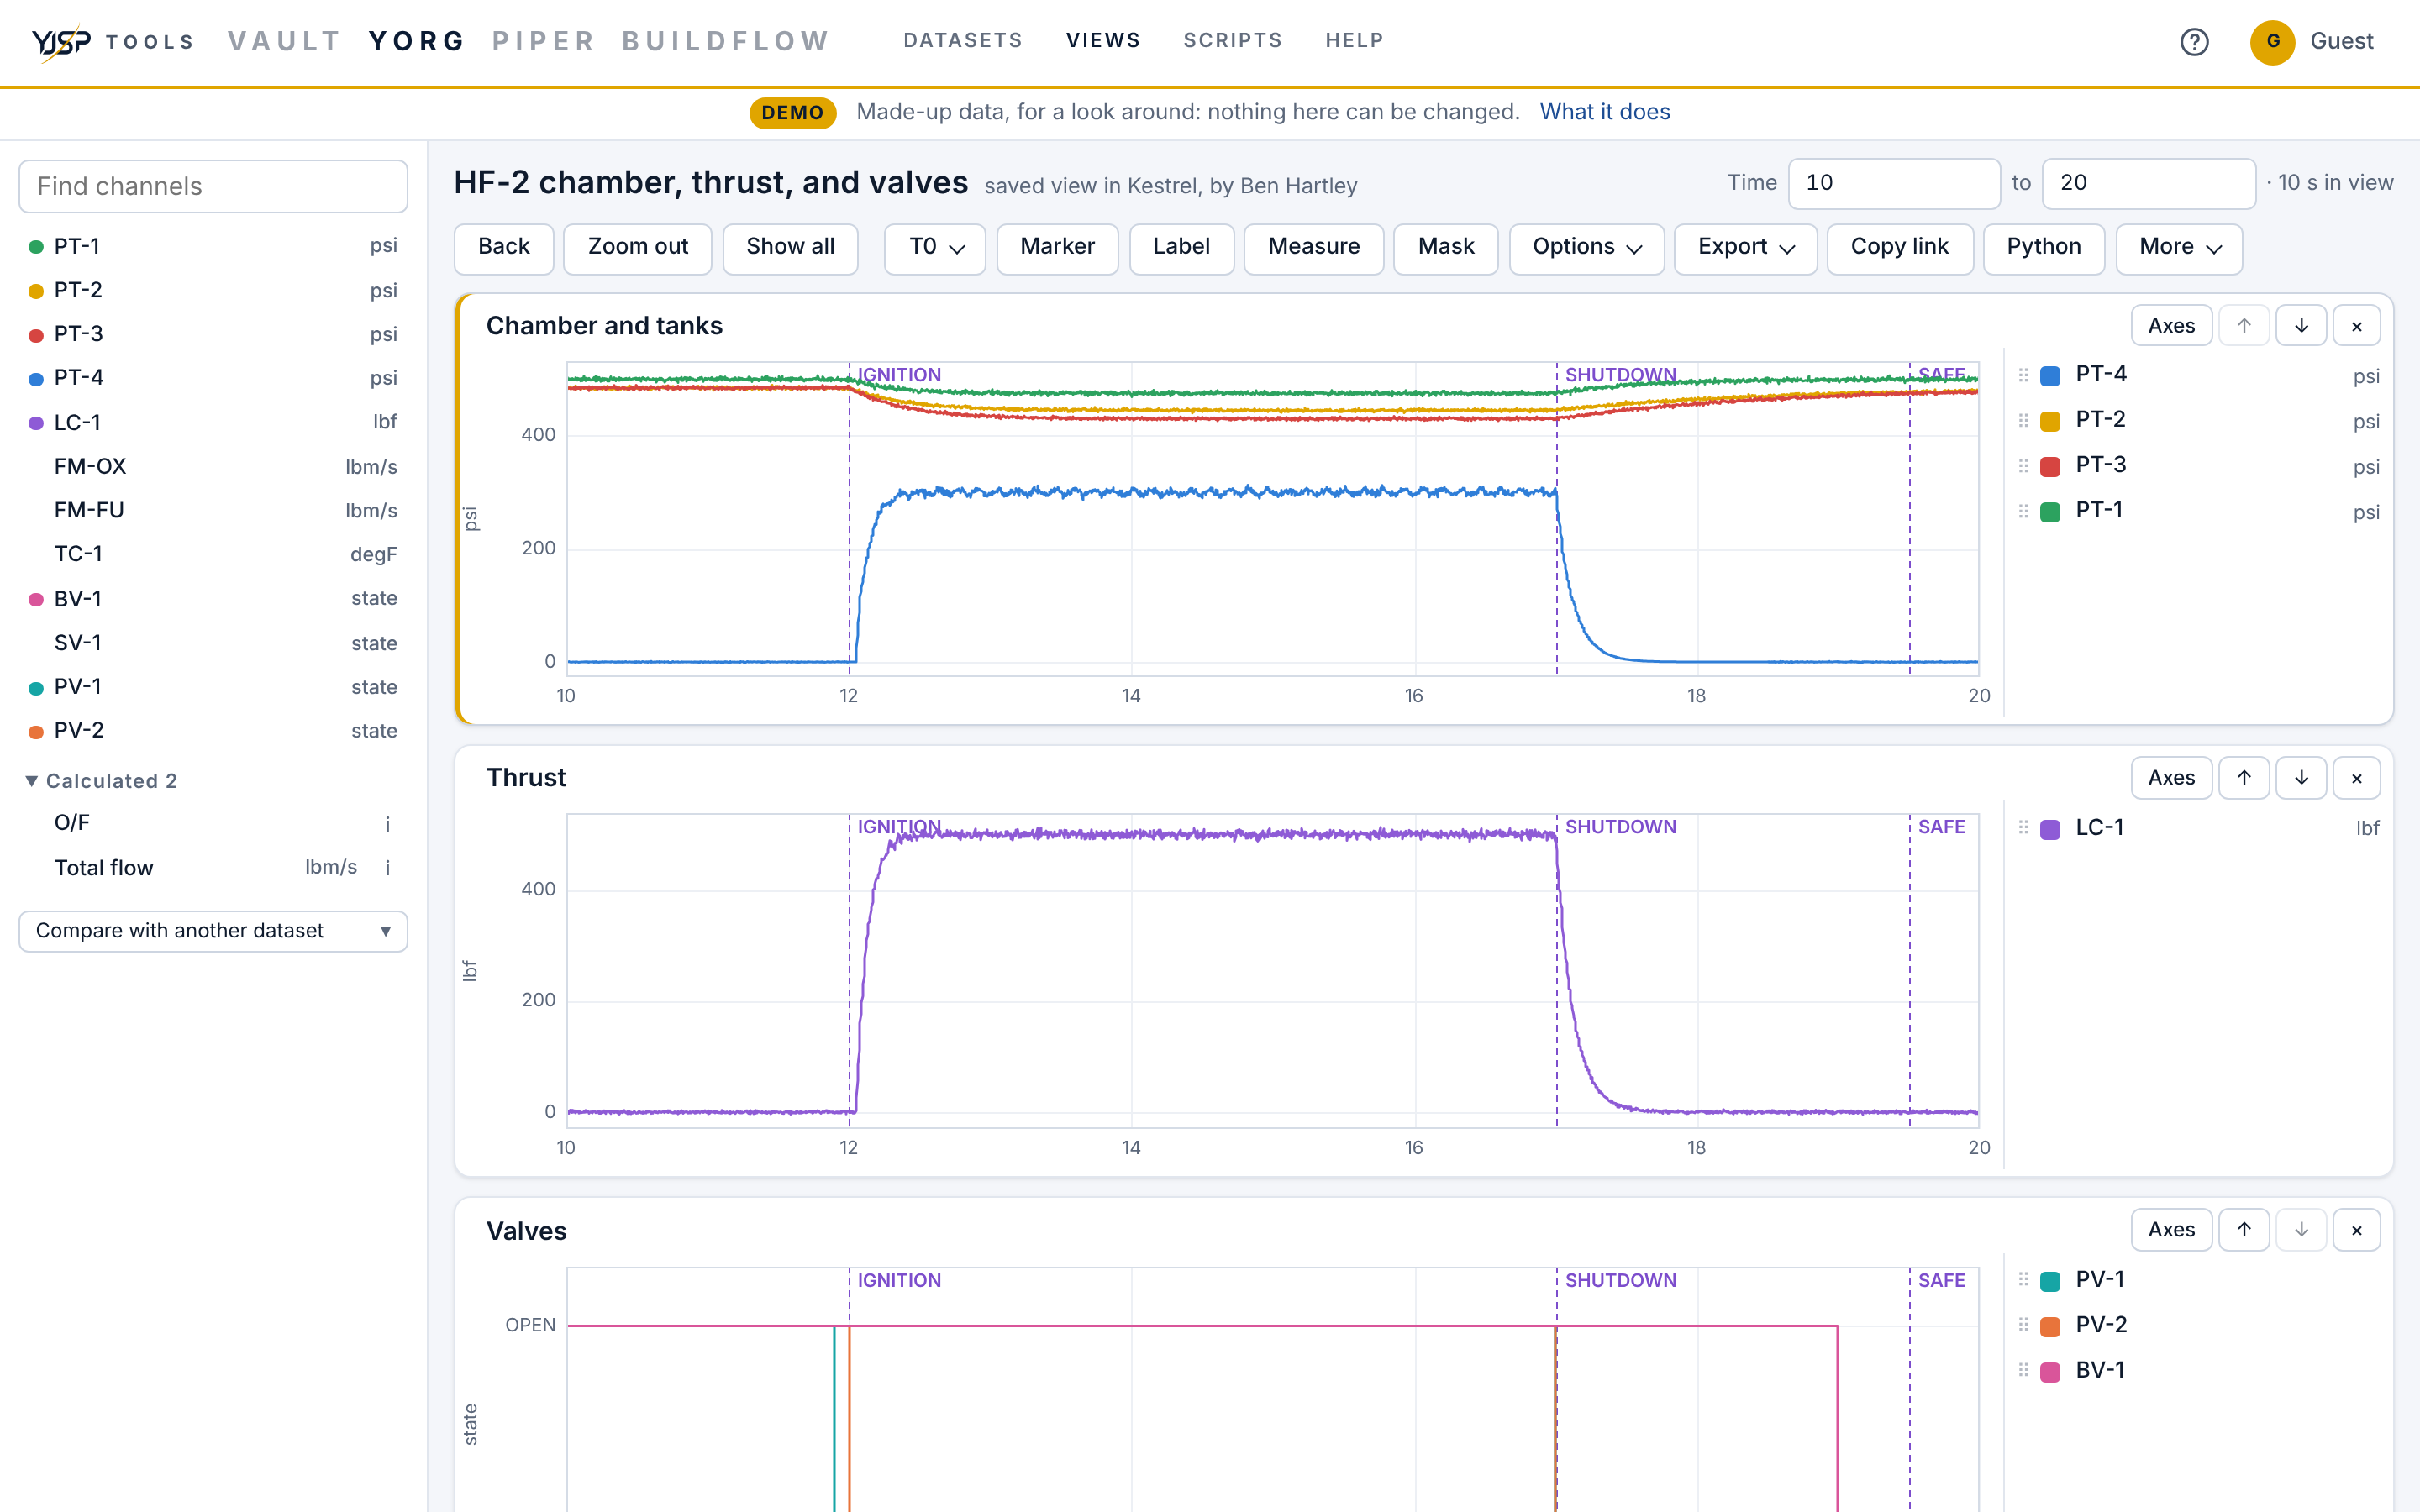 YJSP TOOLS VAULT YORG PIPER BUILDFLOW DATASETS VIEWS SCRIPTS HELP ? G Guest
DEMO Made-up data, for a look around: nothing here can be changed. What it does
Find channels
PT-1 psi
PT-2 psi
PT-3 psi
PT-4 psi
LC-1 lbf
FM-OX lbm/s
FM-FU lbm/s
TC-1 degF
BV-1 state
SV-1 state
PV-1 state
PV-2 state
Calculated 2
O/F i
Total flow lbm/s i
Compare with another dataset
HF-2 chamber, thrust, and valves saved view in Kestrel, by Ben Hartley
Time 10 to 20 · 10 s in view
Back Zoom out Show all T0 Marker Label Measure Mask Options Export Copy link Python More
Chamber and tanks
Axes ↑ ↓ ×
IGNITION SHUTDOWN SAFE
400
200
0
psi
10 12 14 16 18 20
PT-4 psi
PT-2 psi
PT-3 psi
PT-1 psi
Thrust
Axes ↑ ↓ ×
IGNITION SHUTDOWN SAFE
400
200
0
lbf
10 12 14 16 18 20
LC-1 lbf
Valves
Axes ↑ ↓ ×
IGNITION SHUTDOWN SAFE
OPEN
state
PV-1
PV-2
BV-1